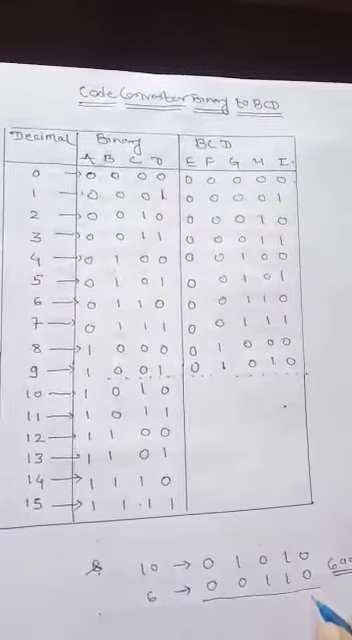 Code Converter Binary to BCD
Decimal Binary BCD
A B C D E F G H I
0 → 0 0 0 0 0 0 0 0 0
1 → 0 0 0 1 0 0 0 0 1
2 → 0 0 1 0 0 0 0 1 0
3 → 0 0 1 1 0 0 0 1 1
4 → 0 1 0 0 0 0 1 0 0
5 → 0 1 0 1 0 0 1 0 1
6 → 0 1 1 0 0 0 1 1 0
7 → 0 1 1 1 0 0 1 1 1
8 → 1 0 0 0 0 1 0 0 0
9 → 1 0 0 1 0 1 0 1 0
10 → 1 0 1 0
11 → 1 0 1 1
12 → 1 1 0 0
13 → 1 1 0 1
14 → 1 1 1 0
15 → 1 1 1 1
10 → 0 1 0 1 0
6 → 0 0 1 1 0